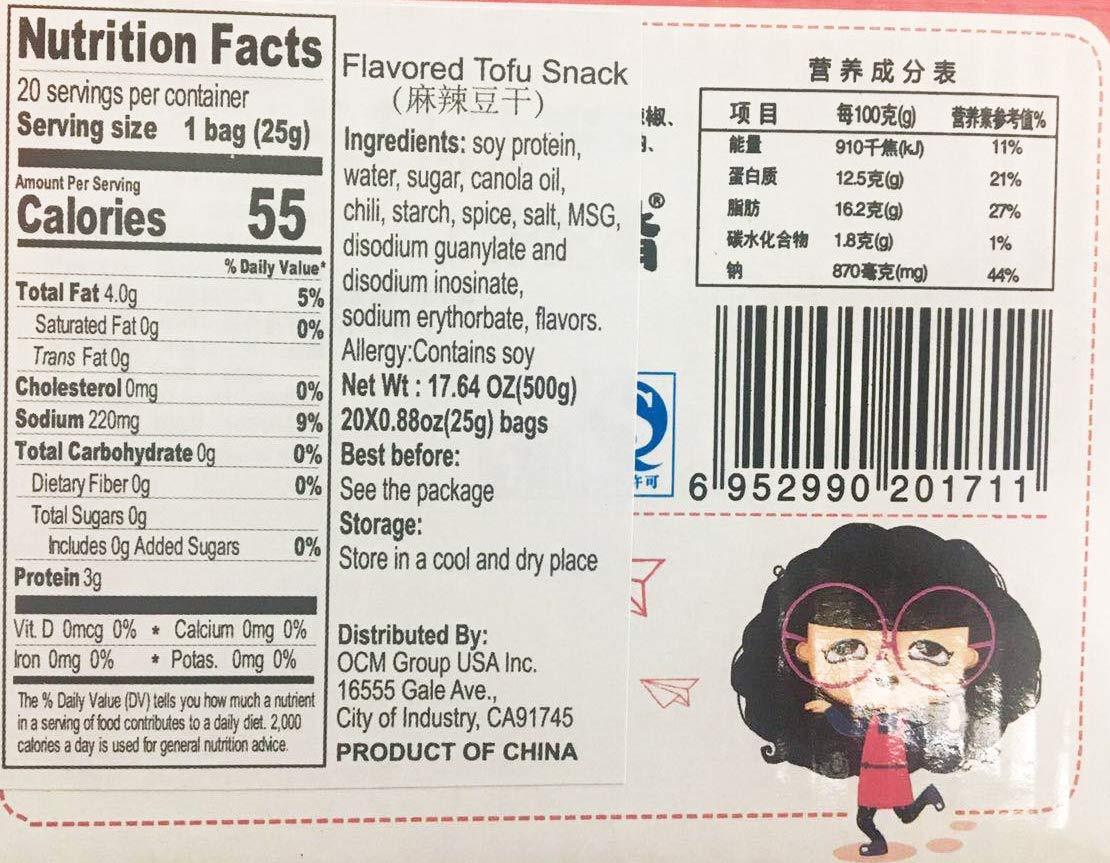 Nutrition Facts
20 servings per container
Serving size 1 bag (25g)
Amount Per Serving
Calories 55
% Daily Value*
Total Fat 4.0g 5%
Saturated Fat 0g 0%
Trans Fat 0g
Cholesterol 0mg 0%
Sodium 220mg 9%
Total Carbohydrate 0g 0%
Dietary Fiber 0g 0%
Total Sugars 0g
Includes 0g Added Sugars 0%
Protein 3g
Vit. D 0mcg 0% * Calcium 0mg 0%
Iron 0mg 0% * Potas. 0mg 0%
The % Daily Value (DV) tells you how much a nutrient
in a serving of food contributes to a daily diet. 2,000
calories a day is used for general nutrition advice.
Flavored Tofu Snack
(麻辣豆干)
Ingredients: soy protein,
water, sugar, canola oil,
chili, starch, spice, salt, MSG,
disodium guanylate and
disodium inosinate,
sodium erythorbate, flavors.
Allergy:Contains soy
Net Wt : 17.64 OZ(500g)
20X0.88oz(25g) bags
Best before:
See the package
Storage:
Store in a cool and dry place
Distributed By:
OCM Group USA Inc.
16555 Gale Ave.,
City of Industry, CA91745
PRODUCT OF CHINA
椒、
®
许可
营养成分表
项目 每100克(g) 营养素参考值%
能量 910千焦(kJ) 11%
蛋白质 12.5克(g) 21%
脂肪 16.2克(g) 27%
碳水化合物 1.8克(g) 1%
钠 870毫克(mg) 44%
6 952990 201711